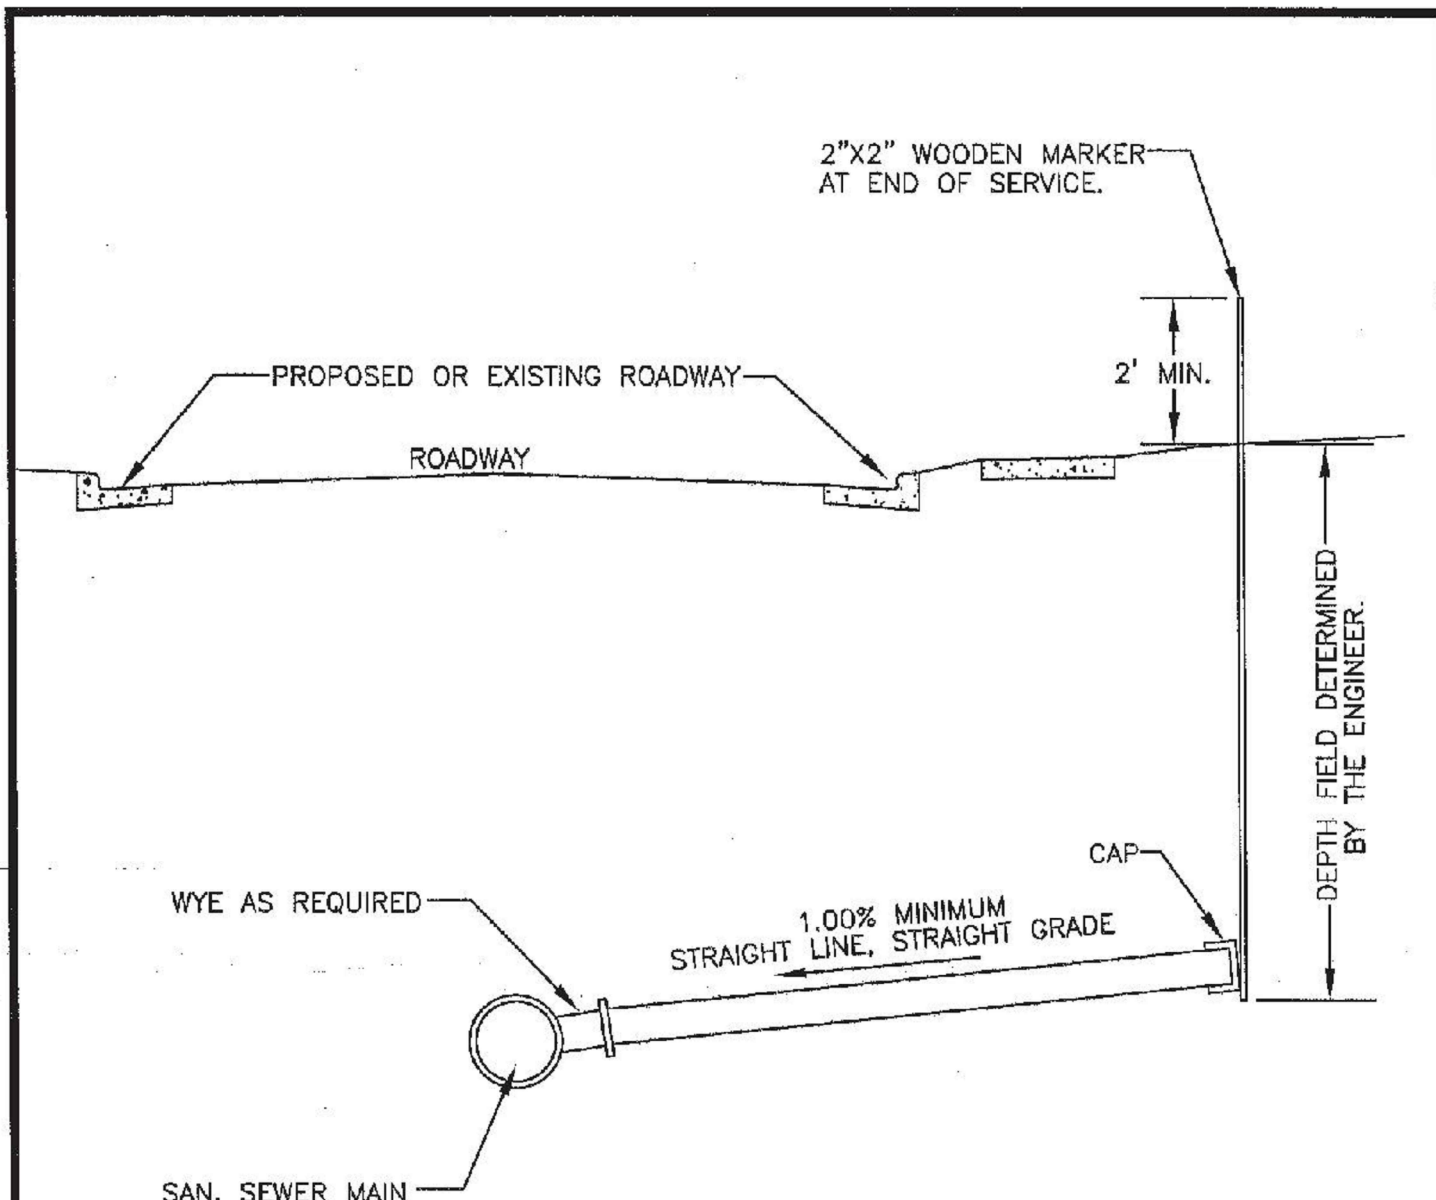 2"X2" WOODEN MARKER
AT END OF SERVICE.
2' MIN.
PROPOSED OR EXISTING ROADWAY
ROADWAY
DEPTH FIELD DETERMINED
BY THE ENGINEER.
CAP
WYE AS REQUIRED
1.00% MINIMUM
STRAIGHT LINE, STRAIGHT GRADE
SAN. SEWER MAIN